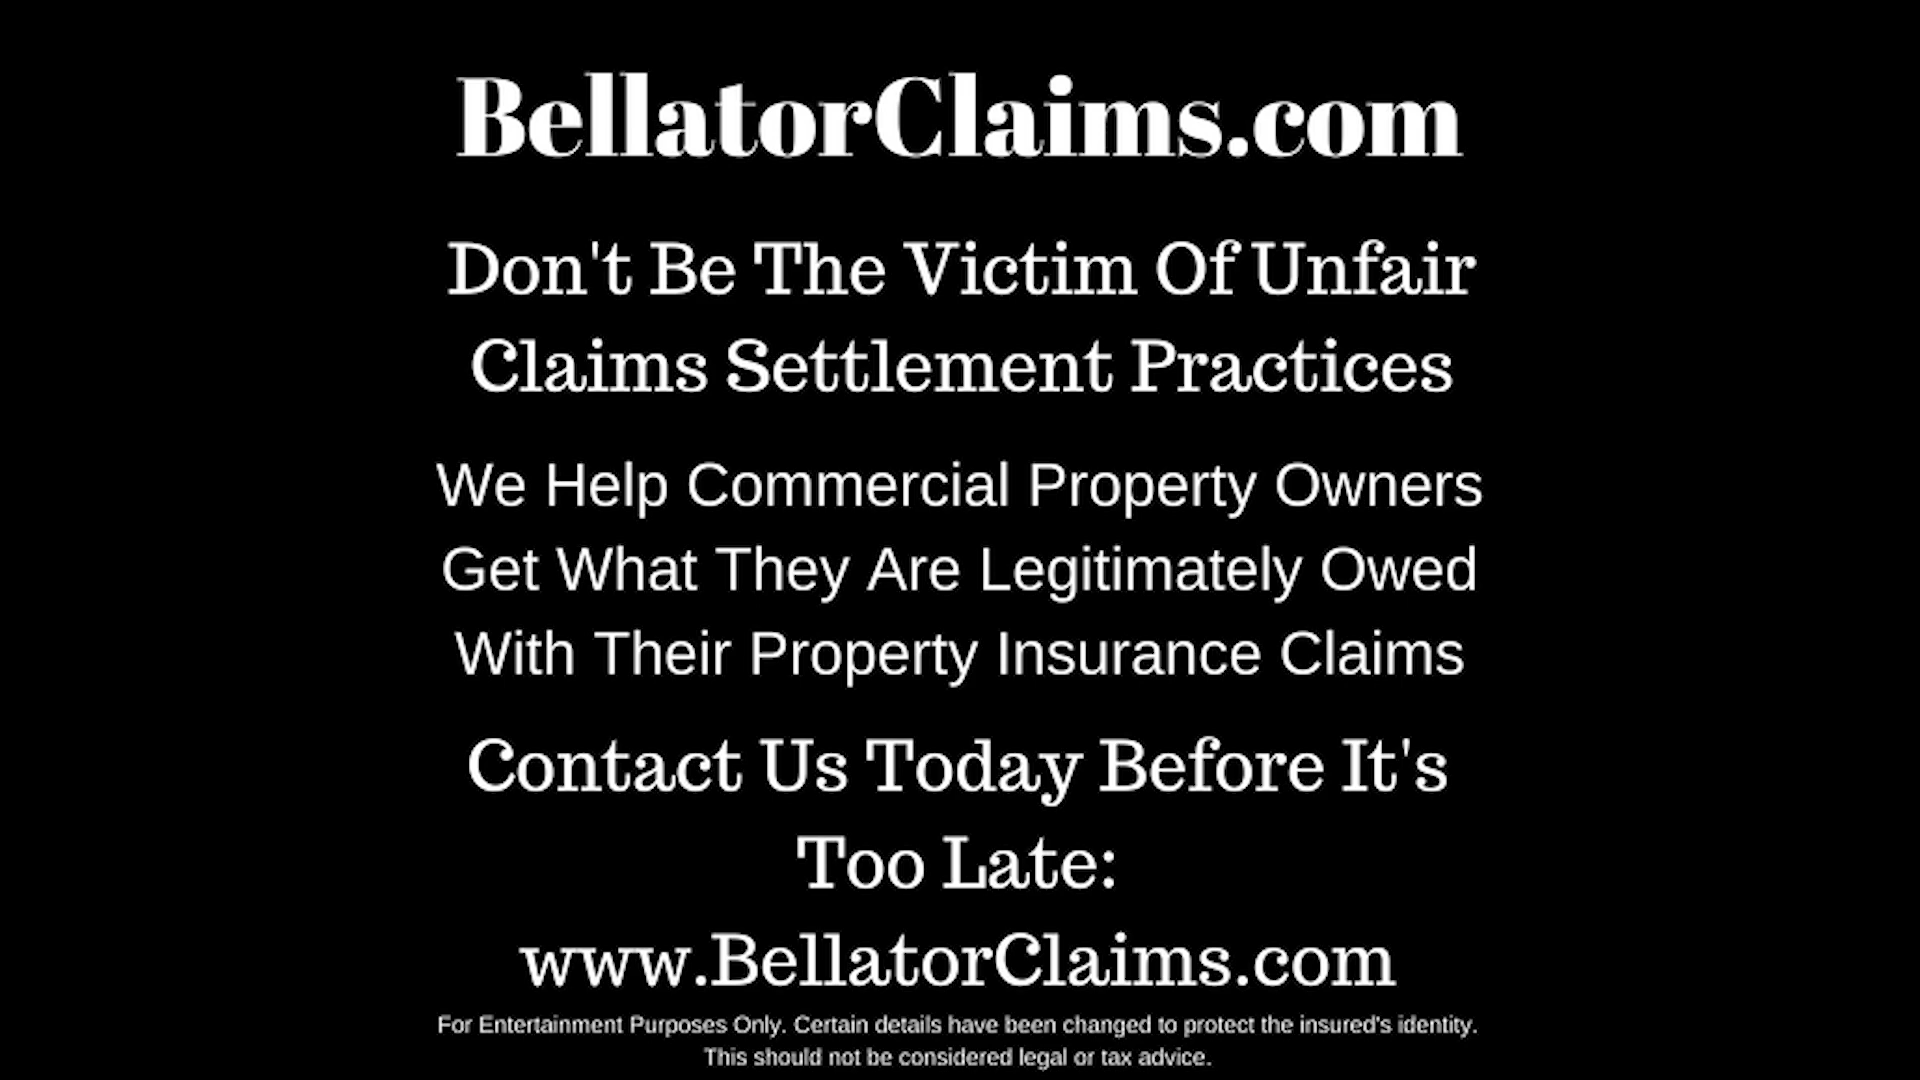 BellatorClaims.com
Don't Be The Victim Of Unfair
Claims Settlement Practices
We Help Commercial Property Owners
Get What They Are Legitimately Owed
With Their Property Insurance Claims
Contact Us Today Before It's
Too Late:
www.BellatorClaims.com
For Entertainment Purposes Only. Certain details have been changed to protect the insured's identity.
This should not be considered legal or tax advice.